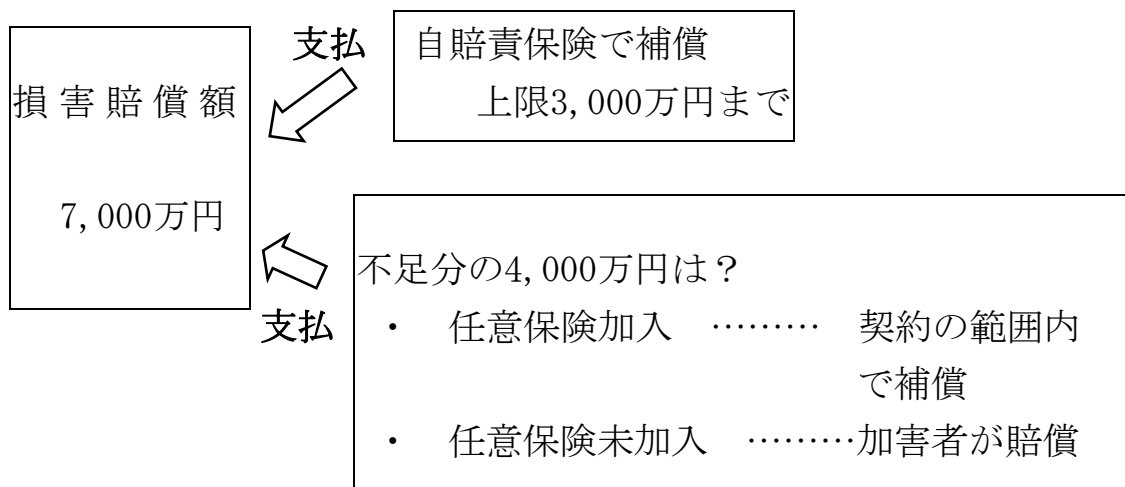 損害賠償額
7,000万円
支払
自賠責保険で補償
上限3,000万円まで
支払
不足分の4,000万円は？
・ 任意保険加入 ……… 契約の範囲内
で補償
・ 任意保険未加入 ………加害者が賠償